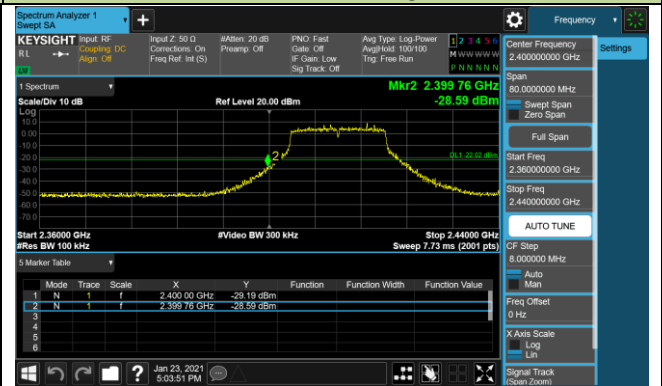 Spectrum Analyzer 1
Swept SA
+
Frequency
KEYSIGHT Input: RF
RL Coupling: DC
Align: Off
Input Z: 50 Ω
Corrections: On
Freq Ref: Int (S)
#Atten: 20 dB
Preamp: Off
PNO: Fast
Gate: Off
IF Gain: Low
Sig Track: Off
Avg Type: Log-Power
Avg|Hold: 100/100
Trig: Free Run
1 2 3 4 5 6
M W W W W W
P N N N N N
1 Spectrum
Scale/Div 10 dB
Log
Ref Level 20.00 dBm
Mkr2 2.399 76 GHz
-28.59 dBm
10.0
0.00
-10.0
-20.0
-30.0
-40.0
-50.0
-60.0
-70.0
2
DL1 -22.82 dBm
Start 2.36000 GHz
#Res BW 100 kHz
#Video BW 300 kHz
Stop 2.44000 GHz
Sweep 7.73 ms (2001 pts)
5 Marker Table
Mode Trace Scale X Y Function Function Width Function Value
1 N 1 f 2.400 00 GHz -29.19 dBm
2 N 1 f 2.399 76 GHz -28.59 dBm
3
4
5
6
?
Jan 23, 2021
5:03:51 PM
Center Frequency
2.400000000 GHz
Settings
Span
80.0000000 MHz
Swept Span
Zero Span
Full Span
Start Freq
2.360000000 GHz
Stop Freq
2.440000000 GHz
AUTO TUNE
CF Step
8.000000 MHz
Auto
Man
Freq Offset
0 Hz
X Axis Scale
Log
Lin
Signal Track
(Span Zoom)